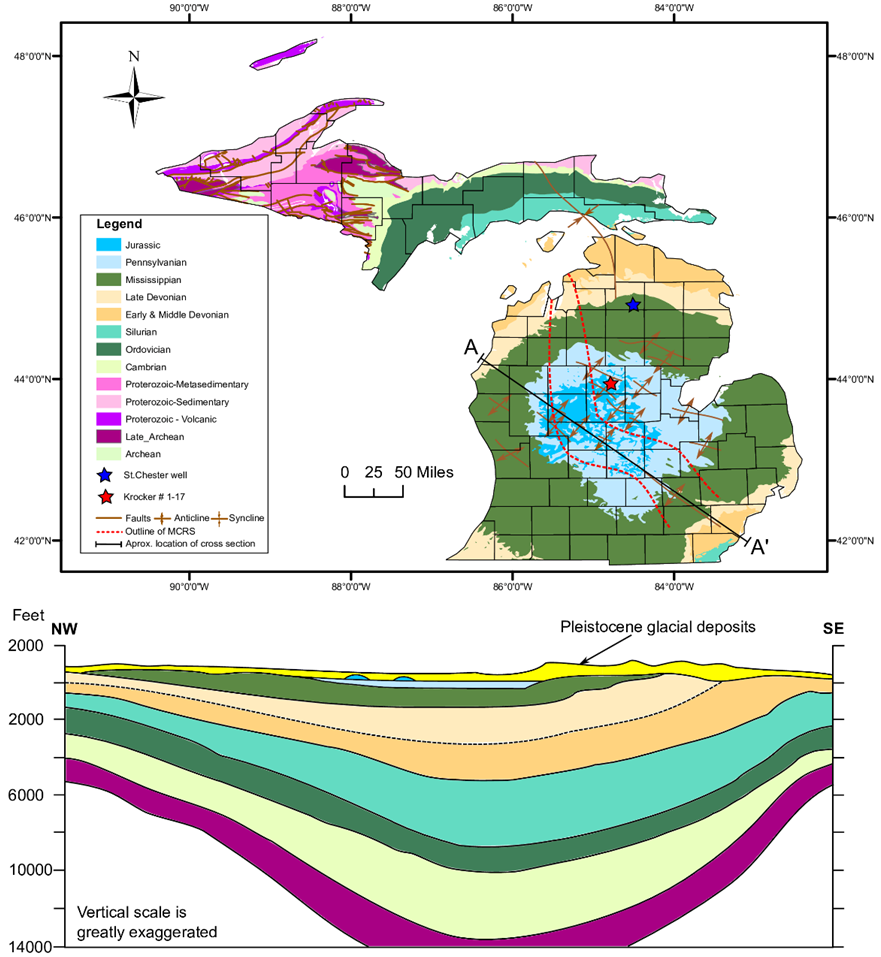 90°0'0"W 88°0'0"W 86°0'0"W 84°0'0"W
48°0'0"N 48°0'0"N
N
46°0'0"N 46°0'0"N
Legend
Jurassic
Pennsylvanian
Mississippian
Late Devonian
Early & Middle Devonian
Silurian
Ordovician
Cambrian
Proterozoic-Metasedimentary
Proterozoic-Sedimentary
Proterozoic - Volcanic
Late_Archean
Archean
St.Chester well
Krocker # 1-17
Faults Anticline Syncline
Outline of MCRS
Aprox. location of cross section
A
44°0'0"N 44°0'0"N
0 25 50 Miles
42°0'0"N 42°0'0"N
A'
90°0'0"W 88°0'0"W 86°0'0"W 84°0'0"W
Feet
NW
Pleistocene glacial deposits
SE
2000
2000
6000
10000
Vertical scale is
greatly exaggerated
14000